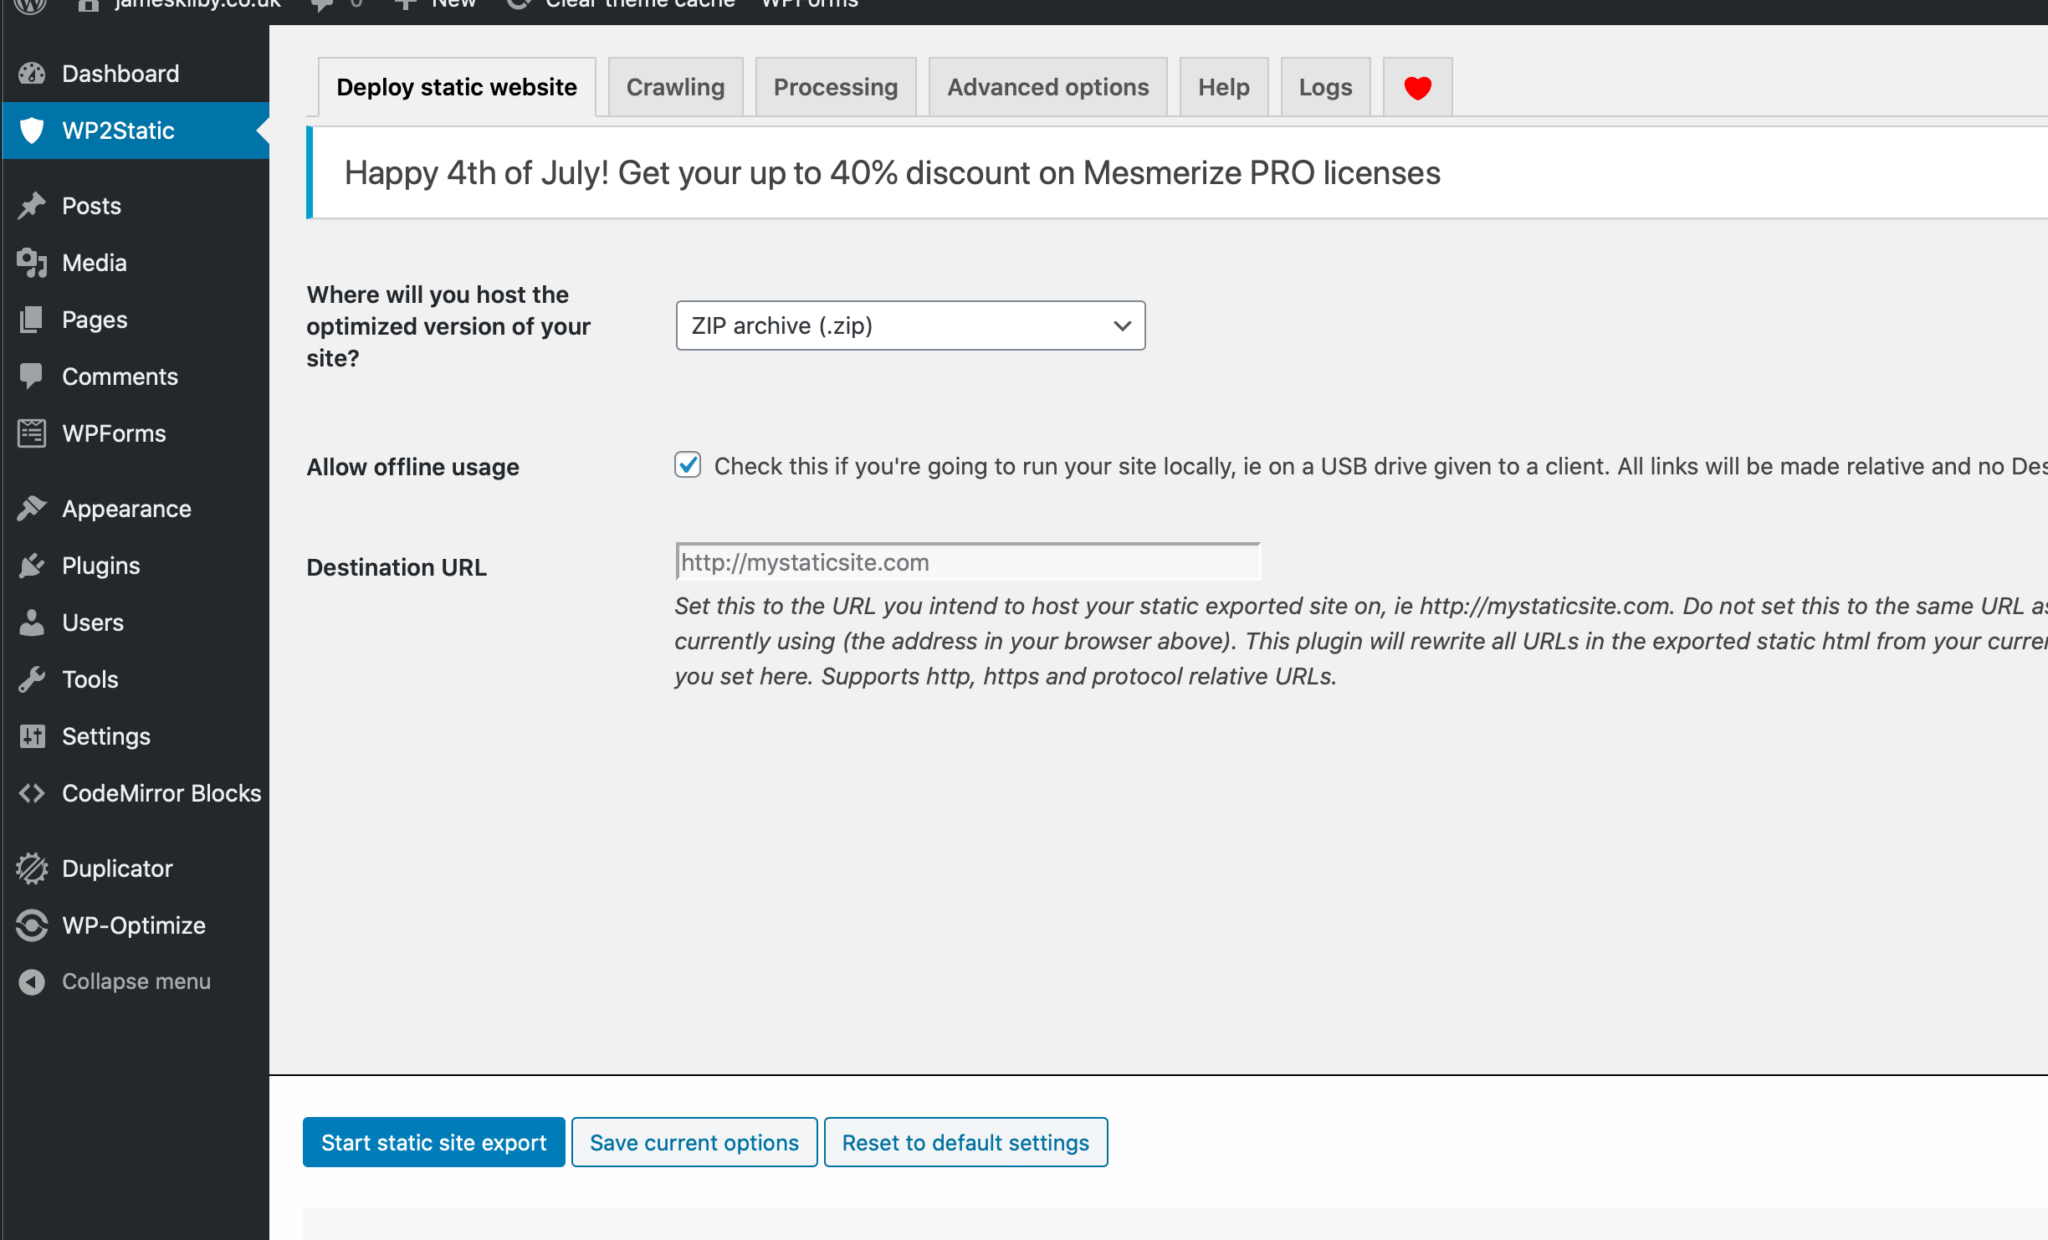 jameskilby.co.uk 0 New Clear theme cache WPForms
Dashboard
WP2Static
Posts
Media
Pages
Comments
WPForms
Appearance
Plugins
Users
Tools
Settings
CodeMirror Blocks
Duplicator
WP-Optimize
Collapse menu
Deploy static website
Crawling
Processing
Advanced options
Help
Logs
Happy 4th of July! Get your up to 40% discount on Mesmerize PRO licenses
Where will you host the
optimized version of your
site?
ZIP archive (.zip)
Allow offline usage
Check this if you're going to run your site locally, ie on a USB drive given to a client. All links will be made relative and no
Destination URL
http://mystaticsite.com
Set this to the URL you intend to host your static exported site on, ie http://mystaticsite.com. Do not set this to the same URL as
currently using (the address in your browser above). This plugin will rewrite all URLs in the exported static html from your
you set here. Supports http, https and protocol relative URLs.
Start static site export
Save current options
Reset to default settings